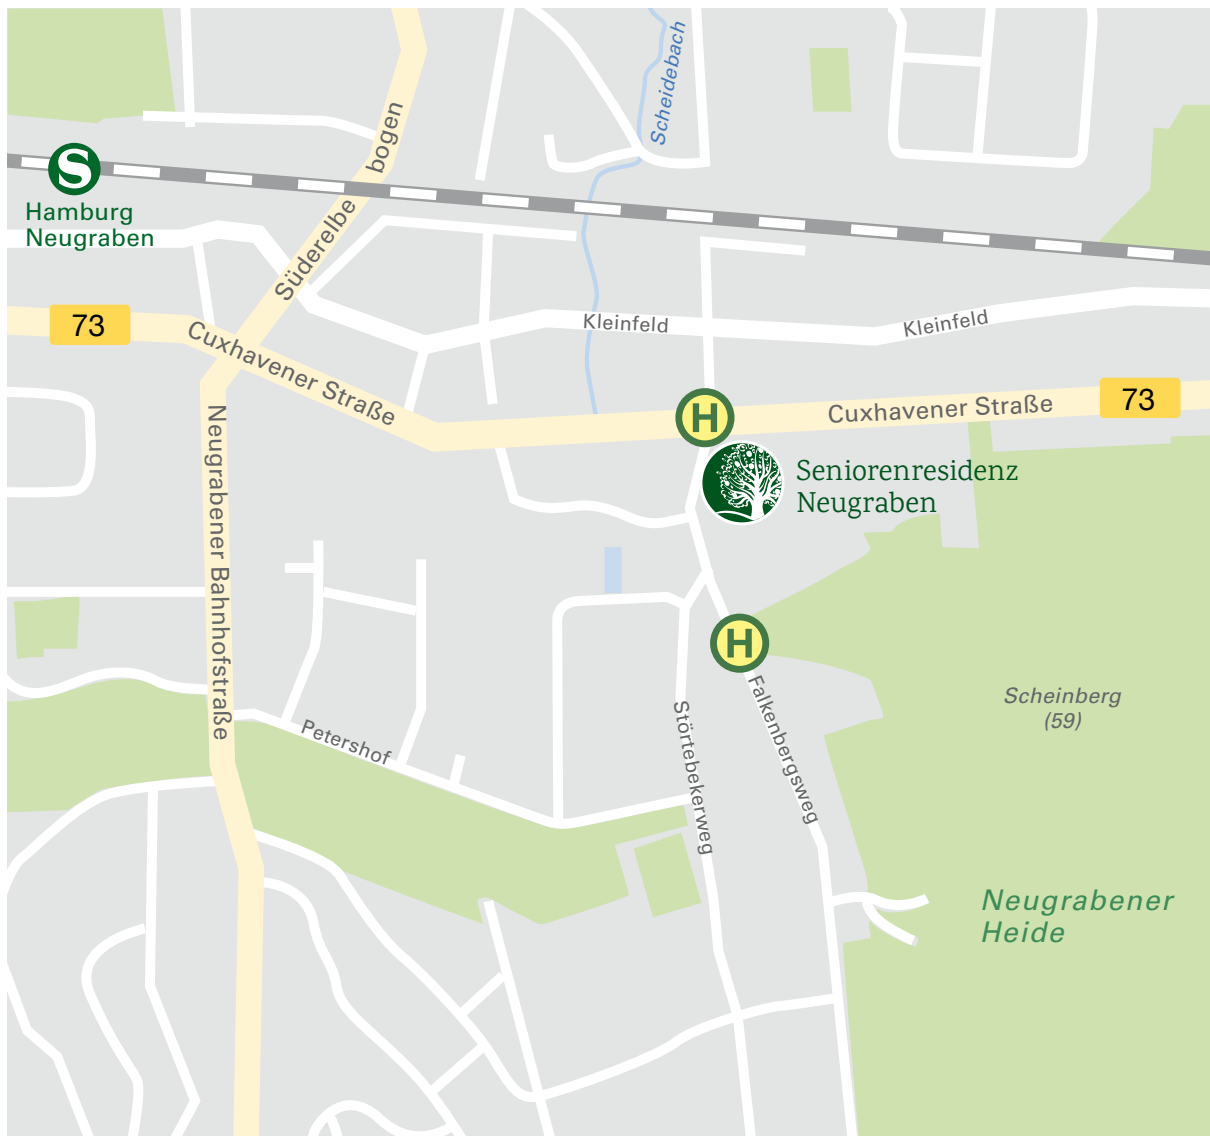 Scheidebach
bogen
S
Hamburg
Neugraben
Süderelbe
Kleinfeld
Kleinfeld
73
Cuxhavener Straße
73
Cuxhavener Straße
H
Seniorenresidenz
Neugraben
Neugrabener Bahnhofstraße
H
Falkenbergsweg
Scheinberg
(59)
Störtebekerweg
Petershof
Neugrabener
Heide